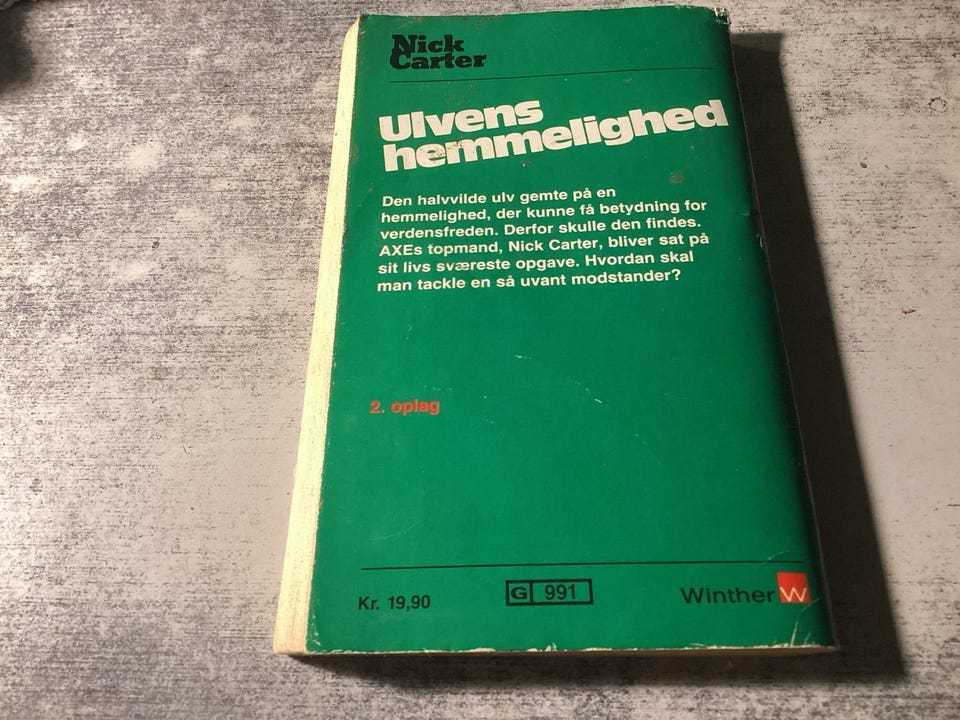 Nick
Carter
Ulvens
hemmelighed
Den halvvilde ulv gemte på en
hemmelighed, der kunne få betydning for
verdensfreden. Derfor skulle den findes.
AXEs topmand, Nick Carter, bliver sat på
sit livs sværeste opgave. Hvordan skal
man tackle en så uvant modstander?
2. oplag
Kr. 19,90 G 991 Winther W